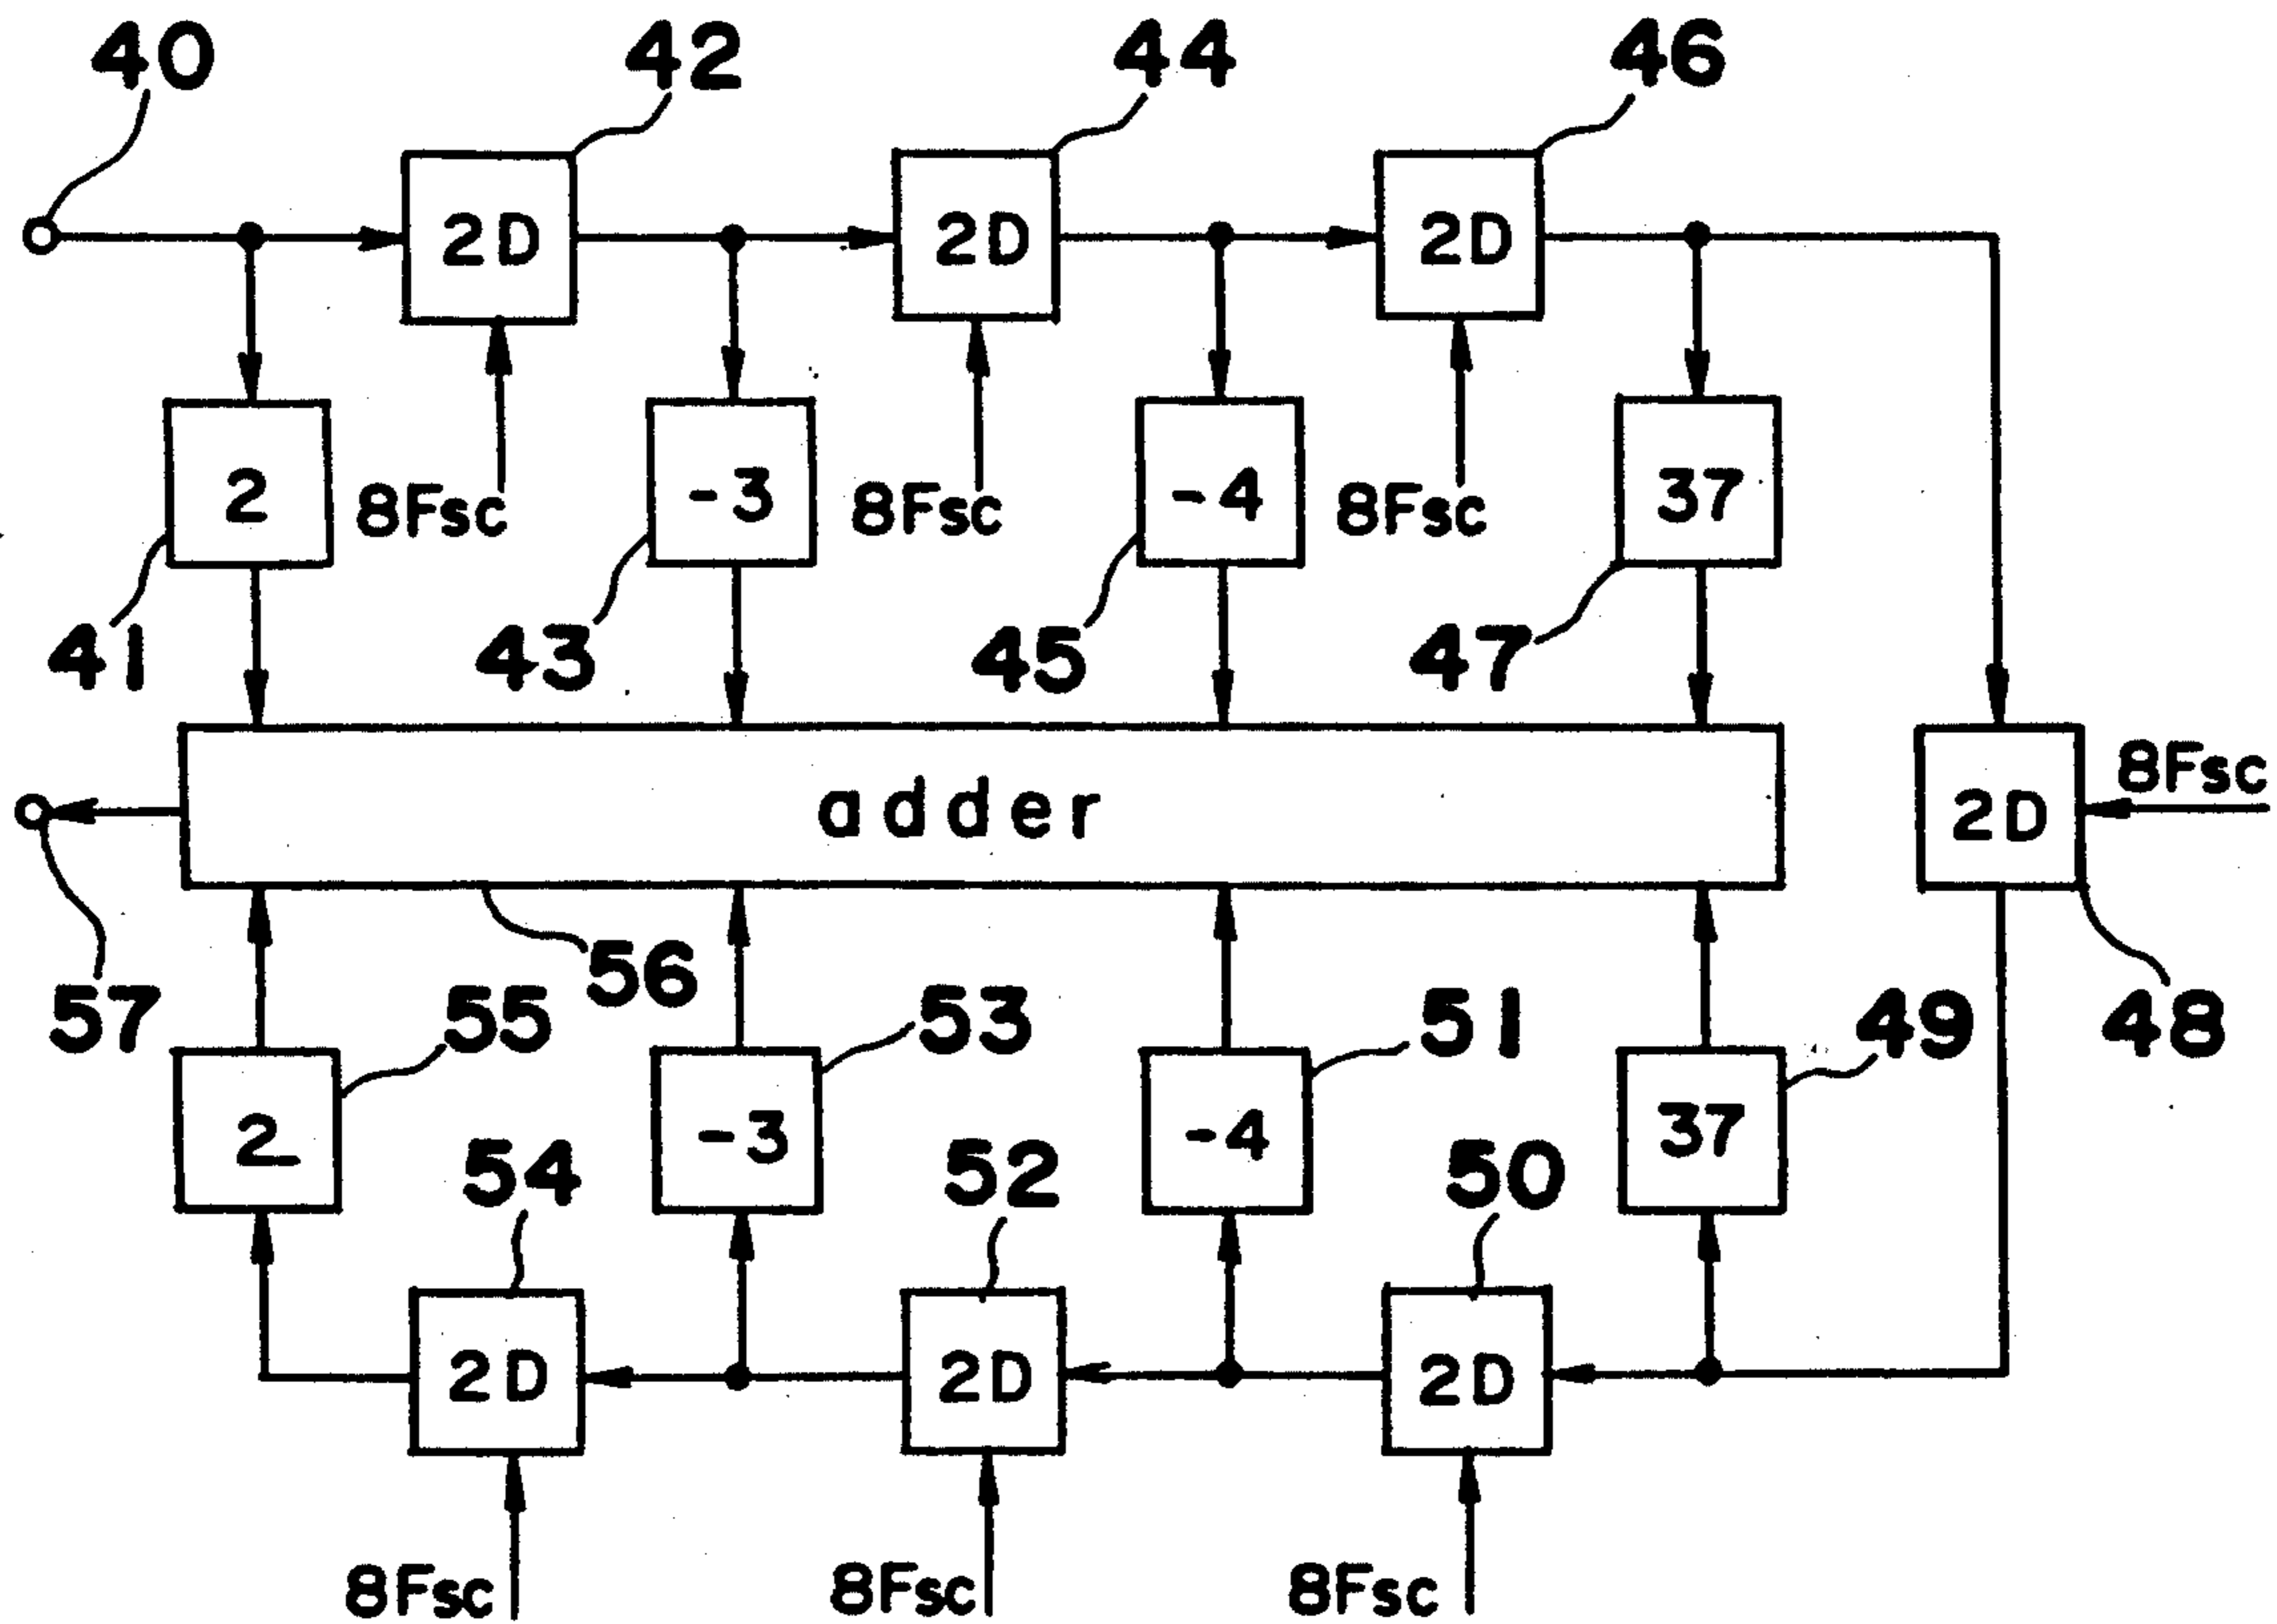 40 42 44 46
2D 2D 2D
2 8Fsc -3 8Fsc -4 8Fsc 37
41 43 45 47
adder 2D 8Fsc
57 55 56 53 51 49 48
2 54 -3 52 -4 50 37
2D 2D 2D
8Fsc 8Fsc 8Fsc